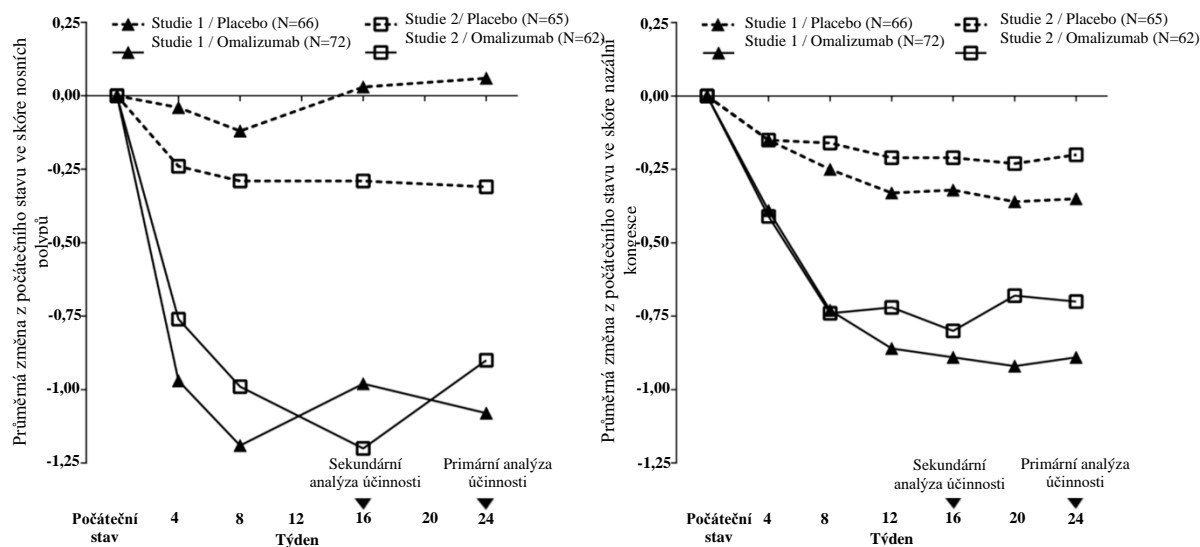 Studie 1 / Placebo (N=66)
Studie 1 / Omalizumab (N=72)
Studie 2/ Placebo (N=65)
Studie 2 / Omalizumab (N=62)
Průměrná změna z počátečního stavu ve skóre nosních
polypů
0,25
0,00
-0,25
-0,50
-0,75
-1,00
-1,25
Sekundární
analýza účinnosti
Primární analýza
účinnosti
Počáteční
stav
4
8
12
16
20
24
Týden
Studie 1 / Placebo (N=66)
Studie 1 / Omalizumab (N=72)
Studie 2 / Placebo (N=65)
Studie 2 / Omalizumab (N=62)
Průměrná změna z počátečního stavu ve skóre nazální
kongesce
0,25
0,00
-0,25
-0,50
-0,75
-1,00
-1,25
Sekundární
analýza účinnosti
Primární analýza
účinnosti
Počáteční
stav
4
8
12
16
20
24
Týden